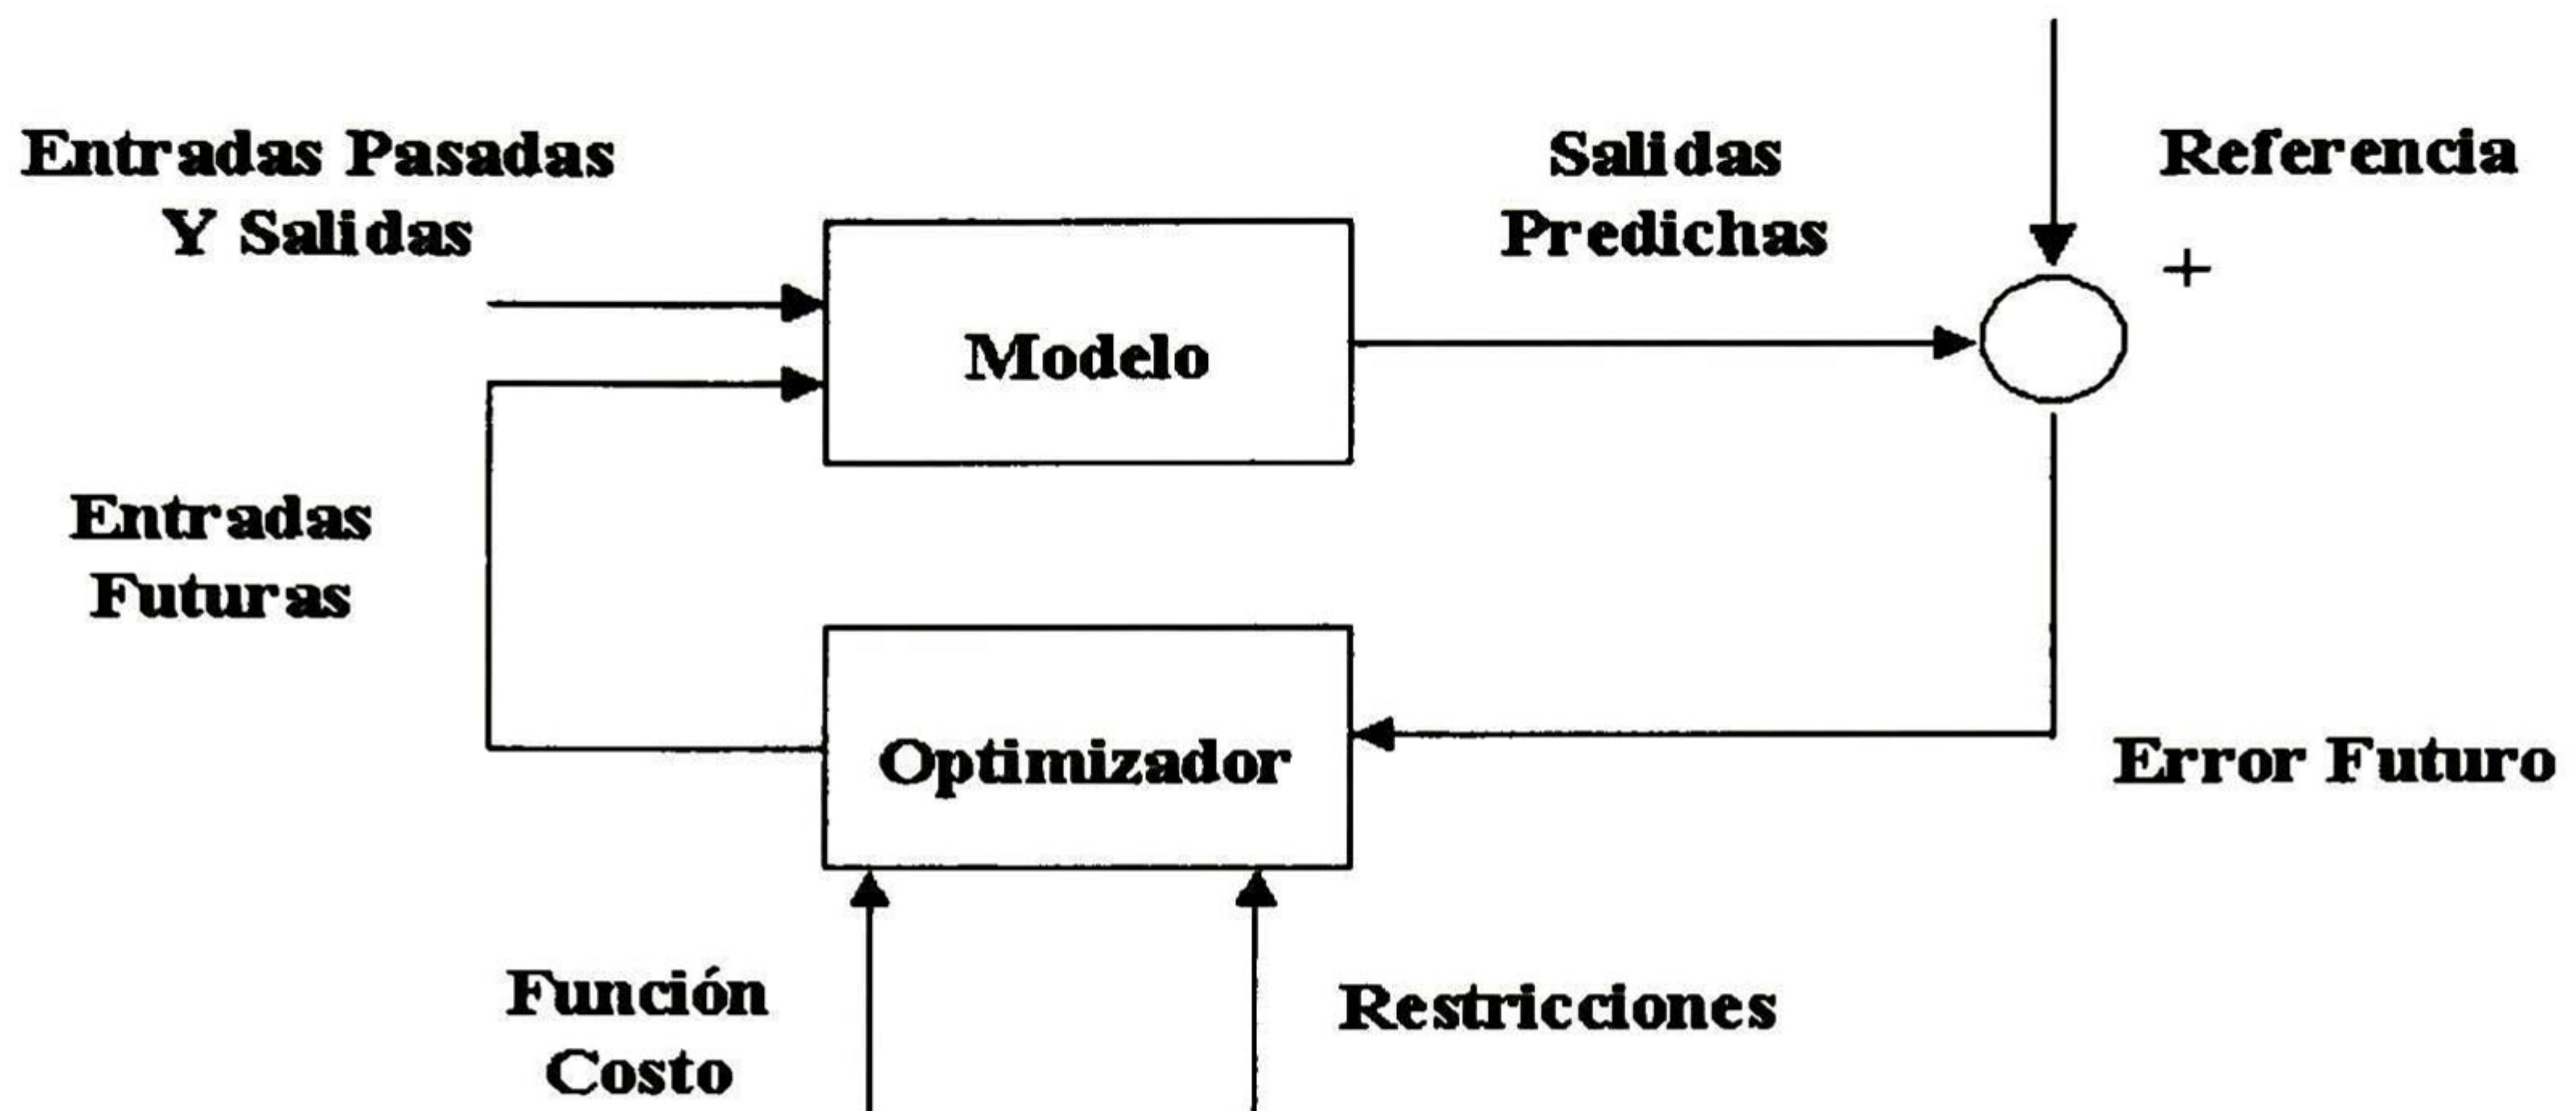 Entradas Pasadas
Y Salidas
Salidas
Predichas
Referencia
+
Modelo
Entradas
Futuras
Optimizador
Error Futuro
Función
Costo
Restricciones